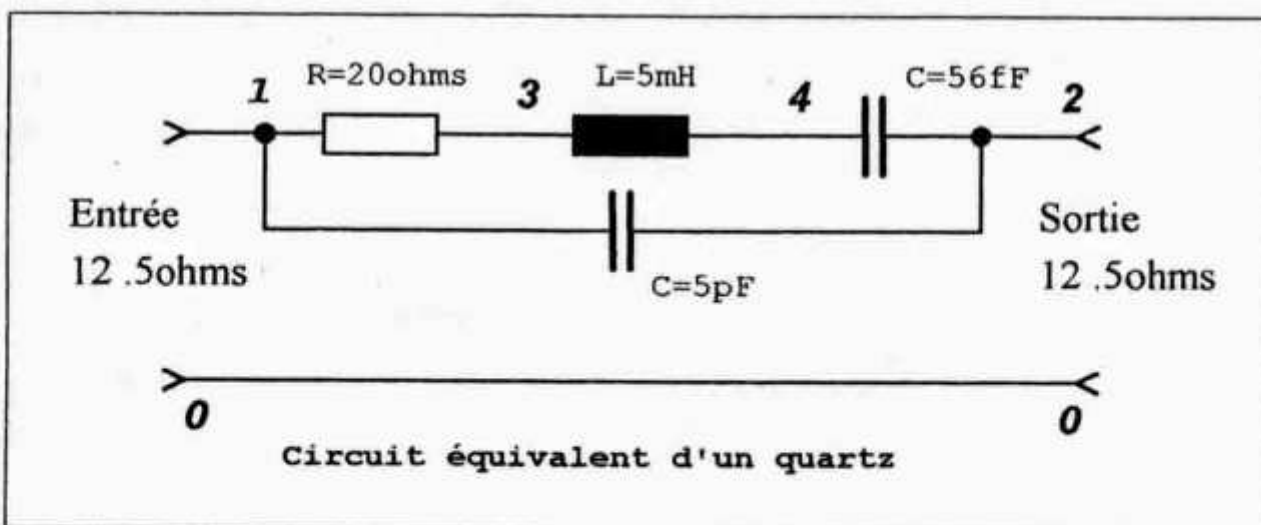 1 R=20ohms 3 L=5mH 4 C=56fF 2
Entrée
12 .5ohms
C=5pF
Sortie
12 .5ohms
0 0
Circuit équivalent d'un quartz